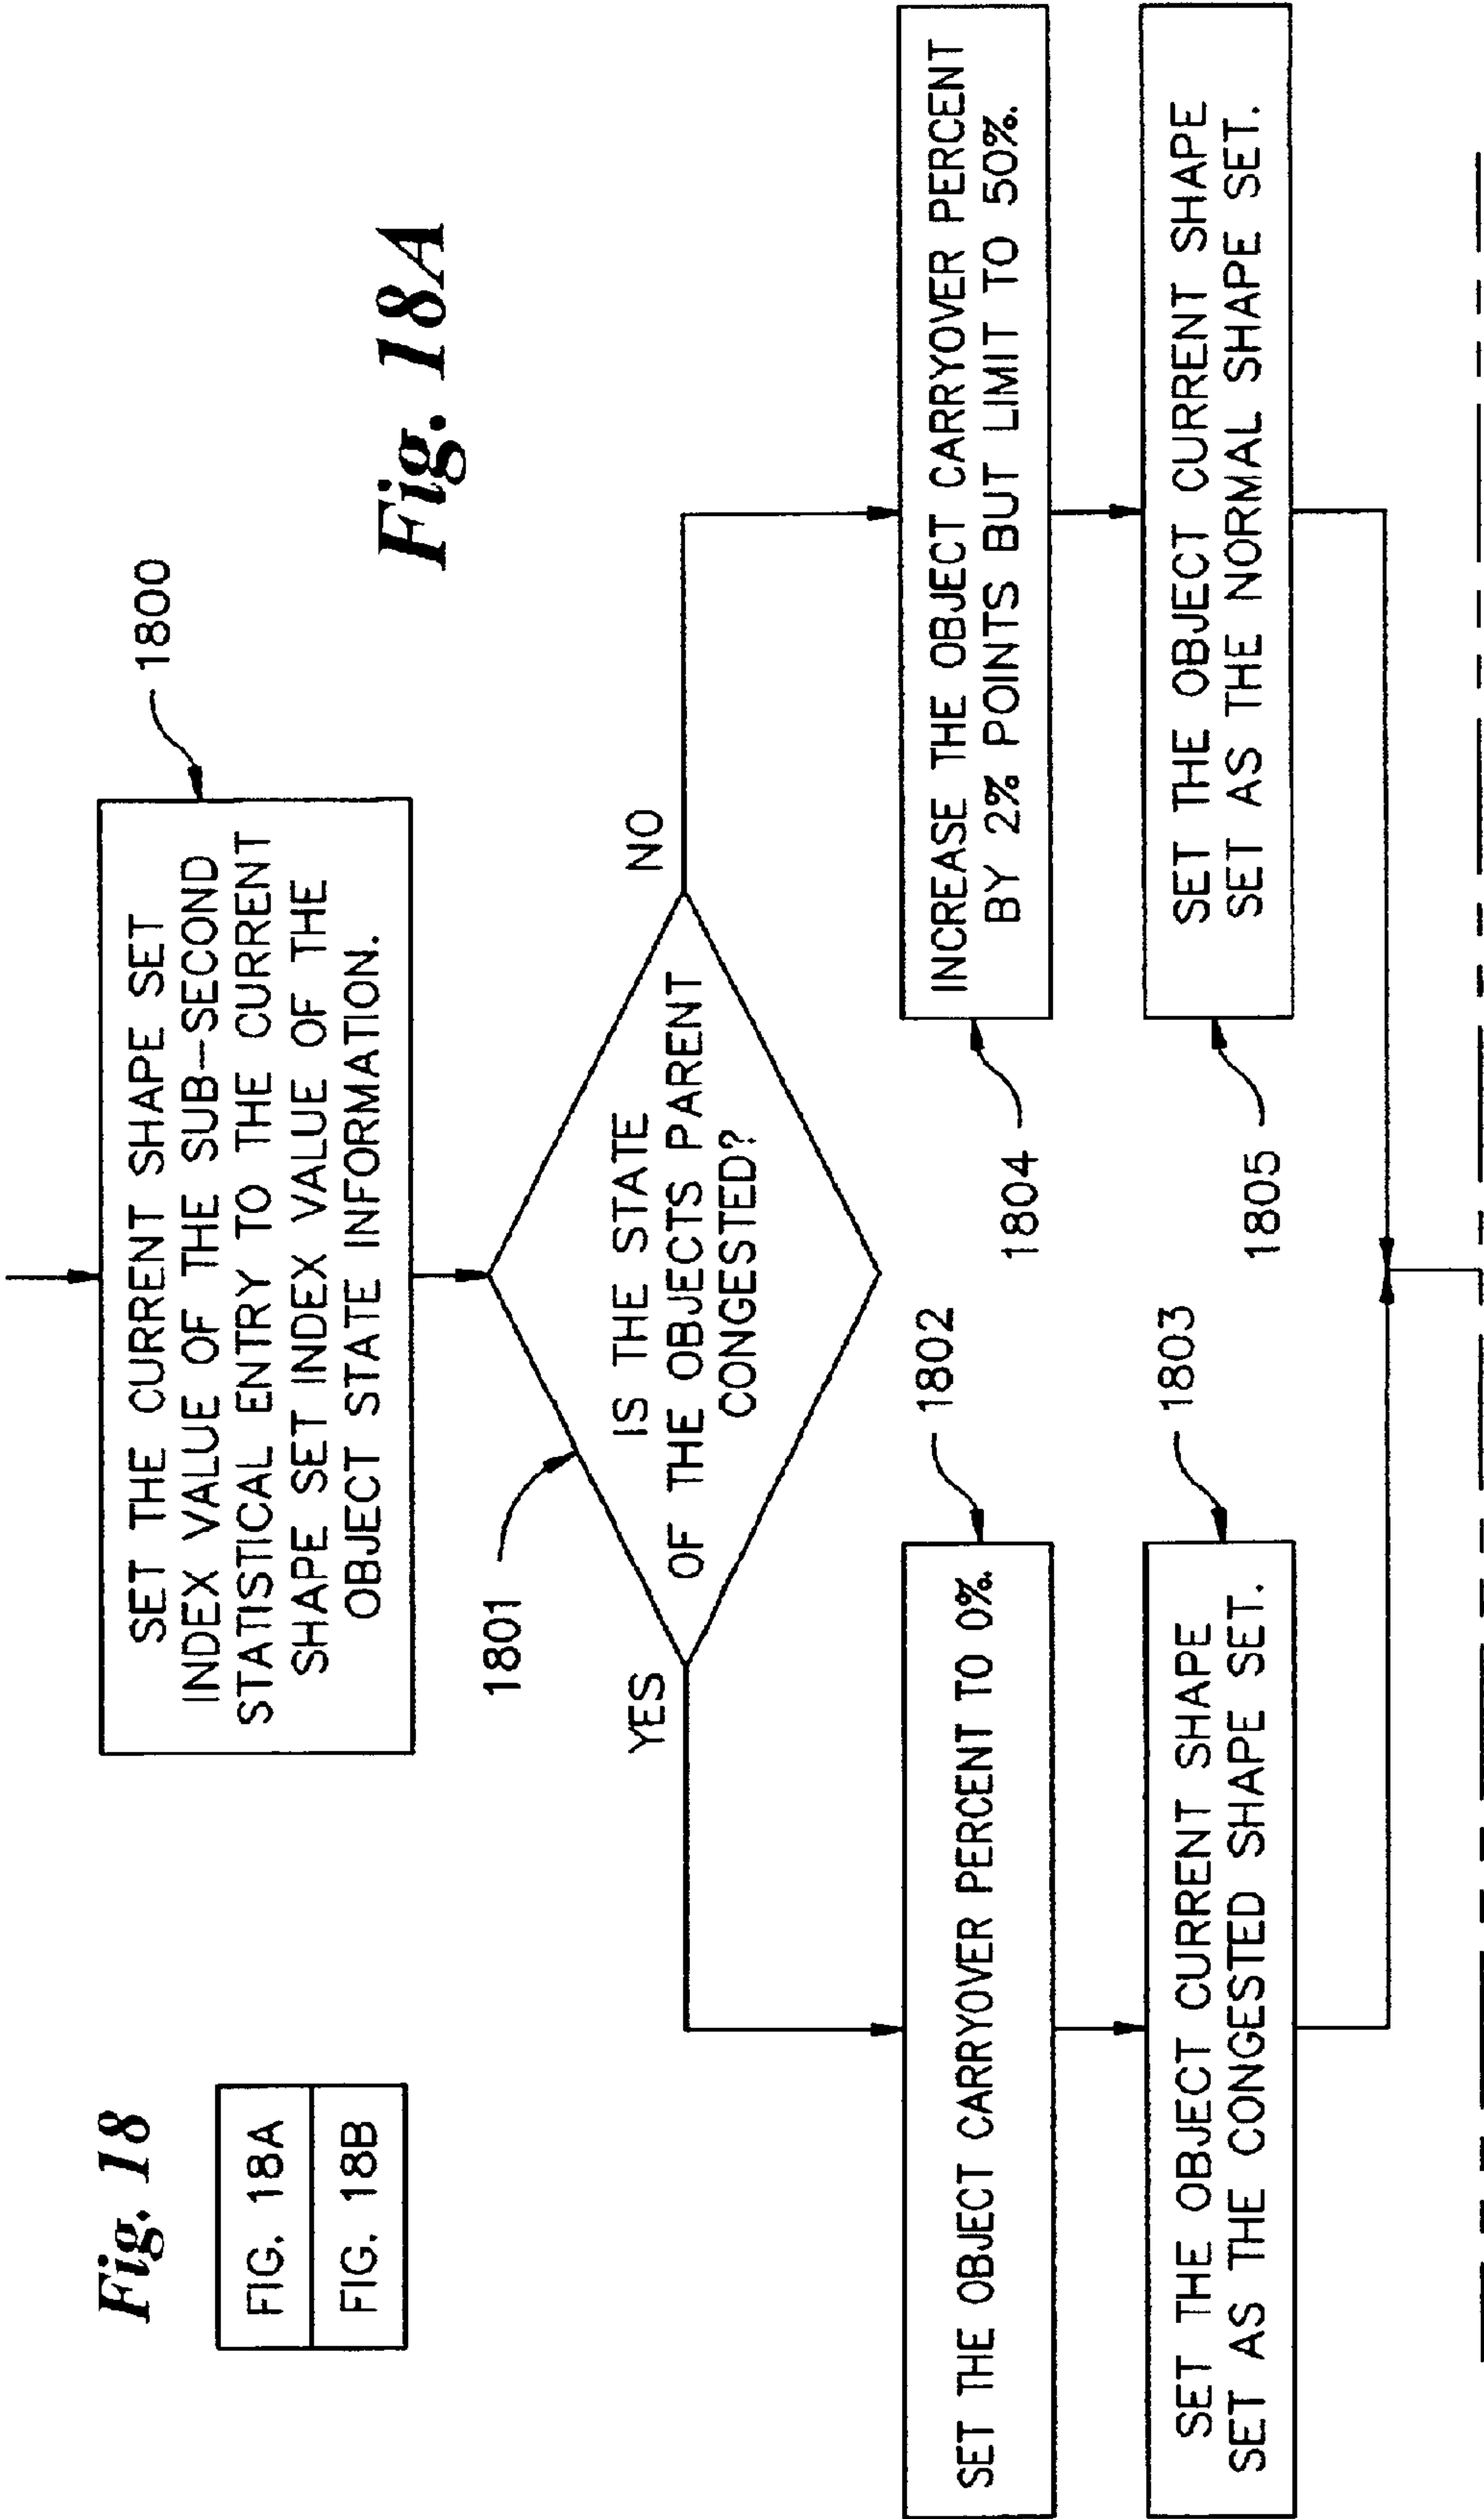 Fig. 18
FIG. 18A
FIG. 18B
Fig. 18A
1800
SET THE CURRENT SHAPE SET
INDEX VALUE OF THE SUB-SECOND
STATISTICAL ENTRY TO THE CURRENT
SHAPE SET INDEX VALUE OF THE
OBJECT STATE INFORMATION.
1801
IS THE STATE
OF THE OBJECTS PARENT
CONGESTED?
YES
NO
1802
SET THE OBJECT CARRYOVER PERCENT TO 0%.
1803
SET THE OBJECT CURRENT SHAPE
SET AS THE CONGESTED SHAPE SET.
1804
INCREASE THE OBJECT CARRYOVER PERCENT
BY 2% POINTS BUT LIMIT TO 50%.
1805
SET THE OBJECT CURRENT SHAPE
SET AS THE NORMAL SHAPE SET.